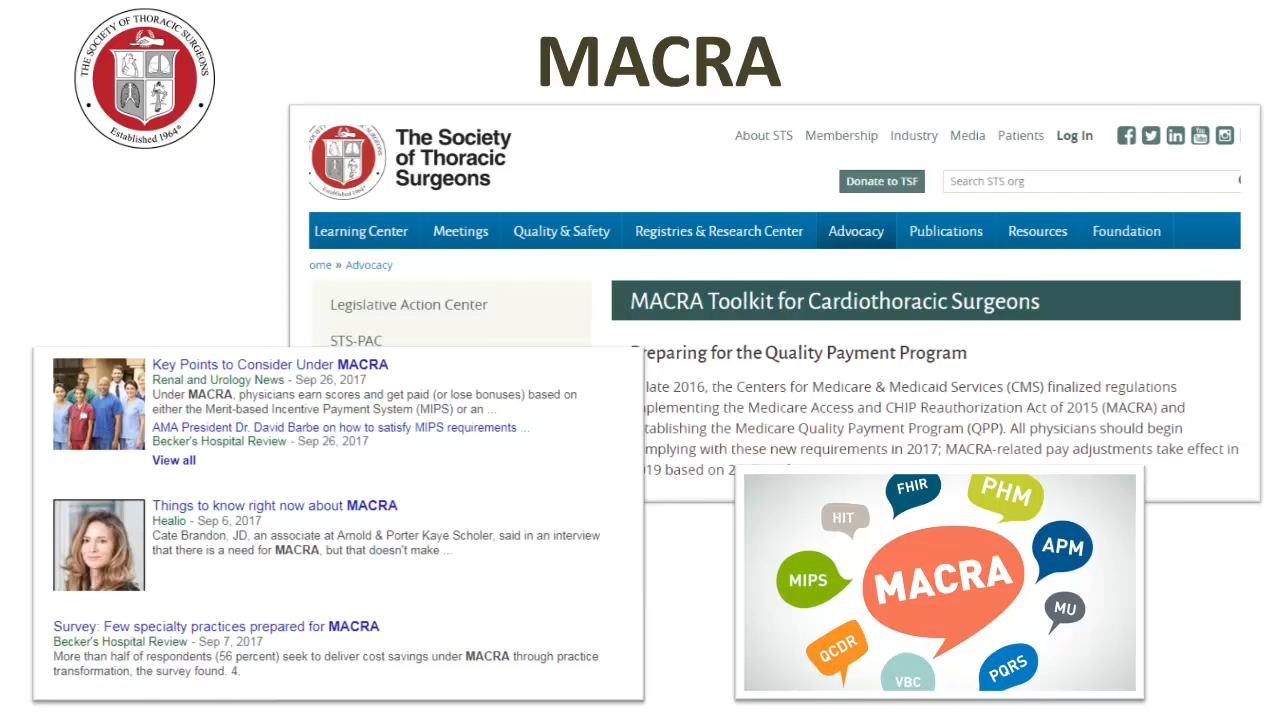 THE SOCIETY OF THORACIC SURGEONS
Established 1964
MACRA
The Society
of Thoracic
Surgeons
Established 1964
About STS Membership Industry Media Patients Log In
Donate to TSF
Search STS.org
Learning Center Meetings Quality & Safety Registries & Research Center Advocacy Publications Resources Foundation
ome » Advocacy
Legislative Action Center
STS-PAC
MACRA Toolkit for Cardiothoracic Surgeons
reparing for the Quality Payment Program
late 2016, the Centers for Medicare & Medicaid Services (CMS) finalized regulations
plementing the Medicare Access and CHIP Reauthorization Act of 2015 (MACRA) and
stablishing the Medicare Quality Payment Program (QPP). All physicians should begin
mplying with these new requirements in 2017; MACRA-related pay adjustments take effect in
019 based on
Key Points to Consider Under MACRA
Renal and Urology News - Sep 26, 2017
Under MACRA, physicians earn scores and get paid (or lose bonuses) based on
either the Merit-based Incentive Payment System (MIPS) or an ...
AMA President Dr. David Barbe on how to satisfy MIPS requirements ...
Becker's Hospital Review - Sep 26, 2017
View all
Things to know right now about MACRA
Healio - Sep 6, 2017
Cate Brandon, JD, an associate at Arnold & Porter Kaye Scholer, said in an interview
that there is a need for MACRA, but that doesn't make ...
Survey: Few specialty practices prepared for MACRA
Becker's Hospital Review - Sep 7, 2017
More than half of respondents (56 percent) seek to deliver cost savings under MACRA through practice
transformation, the survey found. 4.
FHIR
PHM
HIT
APM
MIPS
MACRA
MU
QCDR
VBC
PQRS